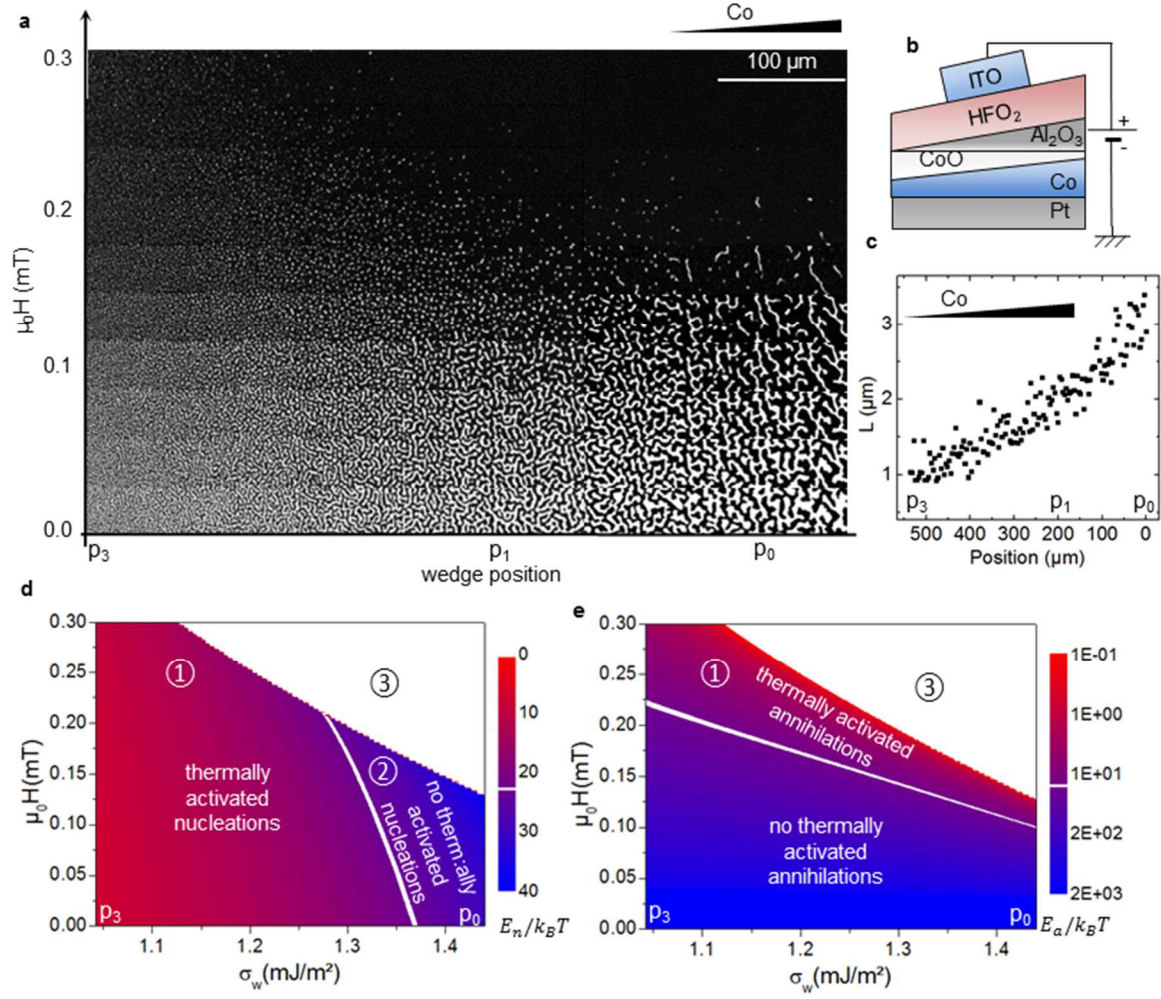 a
Co
100 µm
0.3
0.2
0.1
0.0
µ₀H (mT)
p₃
p₁
p₀
wedge position
b
ITO
HFO₂
Al₂O₃
CoO
Co
Pt
+
-
c
Co
3
2
1
L (µm)
p₃
p₁
p₀
500 400 300 200 100 0
Position (µm)
d
0.30
0.25
0.20
0.15
0.10
0.05
0.00
µ₀H(mT)
①
②
③
thermally
activated
nucleations
no therm:ally
activated
nucleations
p₃
p₀
1.1 1.2 1.3 1.4
σw(mJ/m²)
0
10
20
30
40
Eₙ/k_BT
e
0.30
0.25
0.20
0.15
0.10
0.05
0.00
µ₀H(mT)
①
③
thermally activated
annihilations
no thermally
activated
annihilations
p₃
p₀
1.1 1.2 1.3 1.4
σw(mJ/m²)
1E-01
1E+00
1E+01
2E+02
2E+03
Eₐ/k_BT